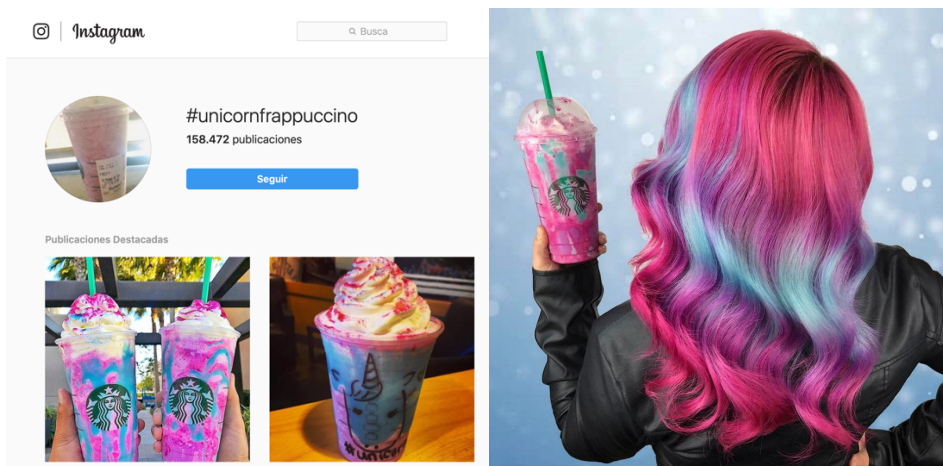 Instagram
Busca
#unicornfrappuccino
158.472 publicaciones
Seguir
Publicaciones Destacadas